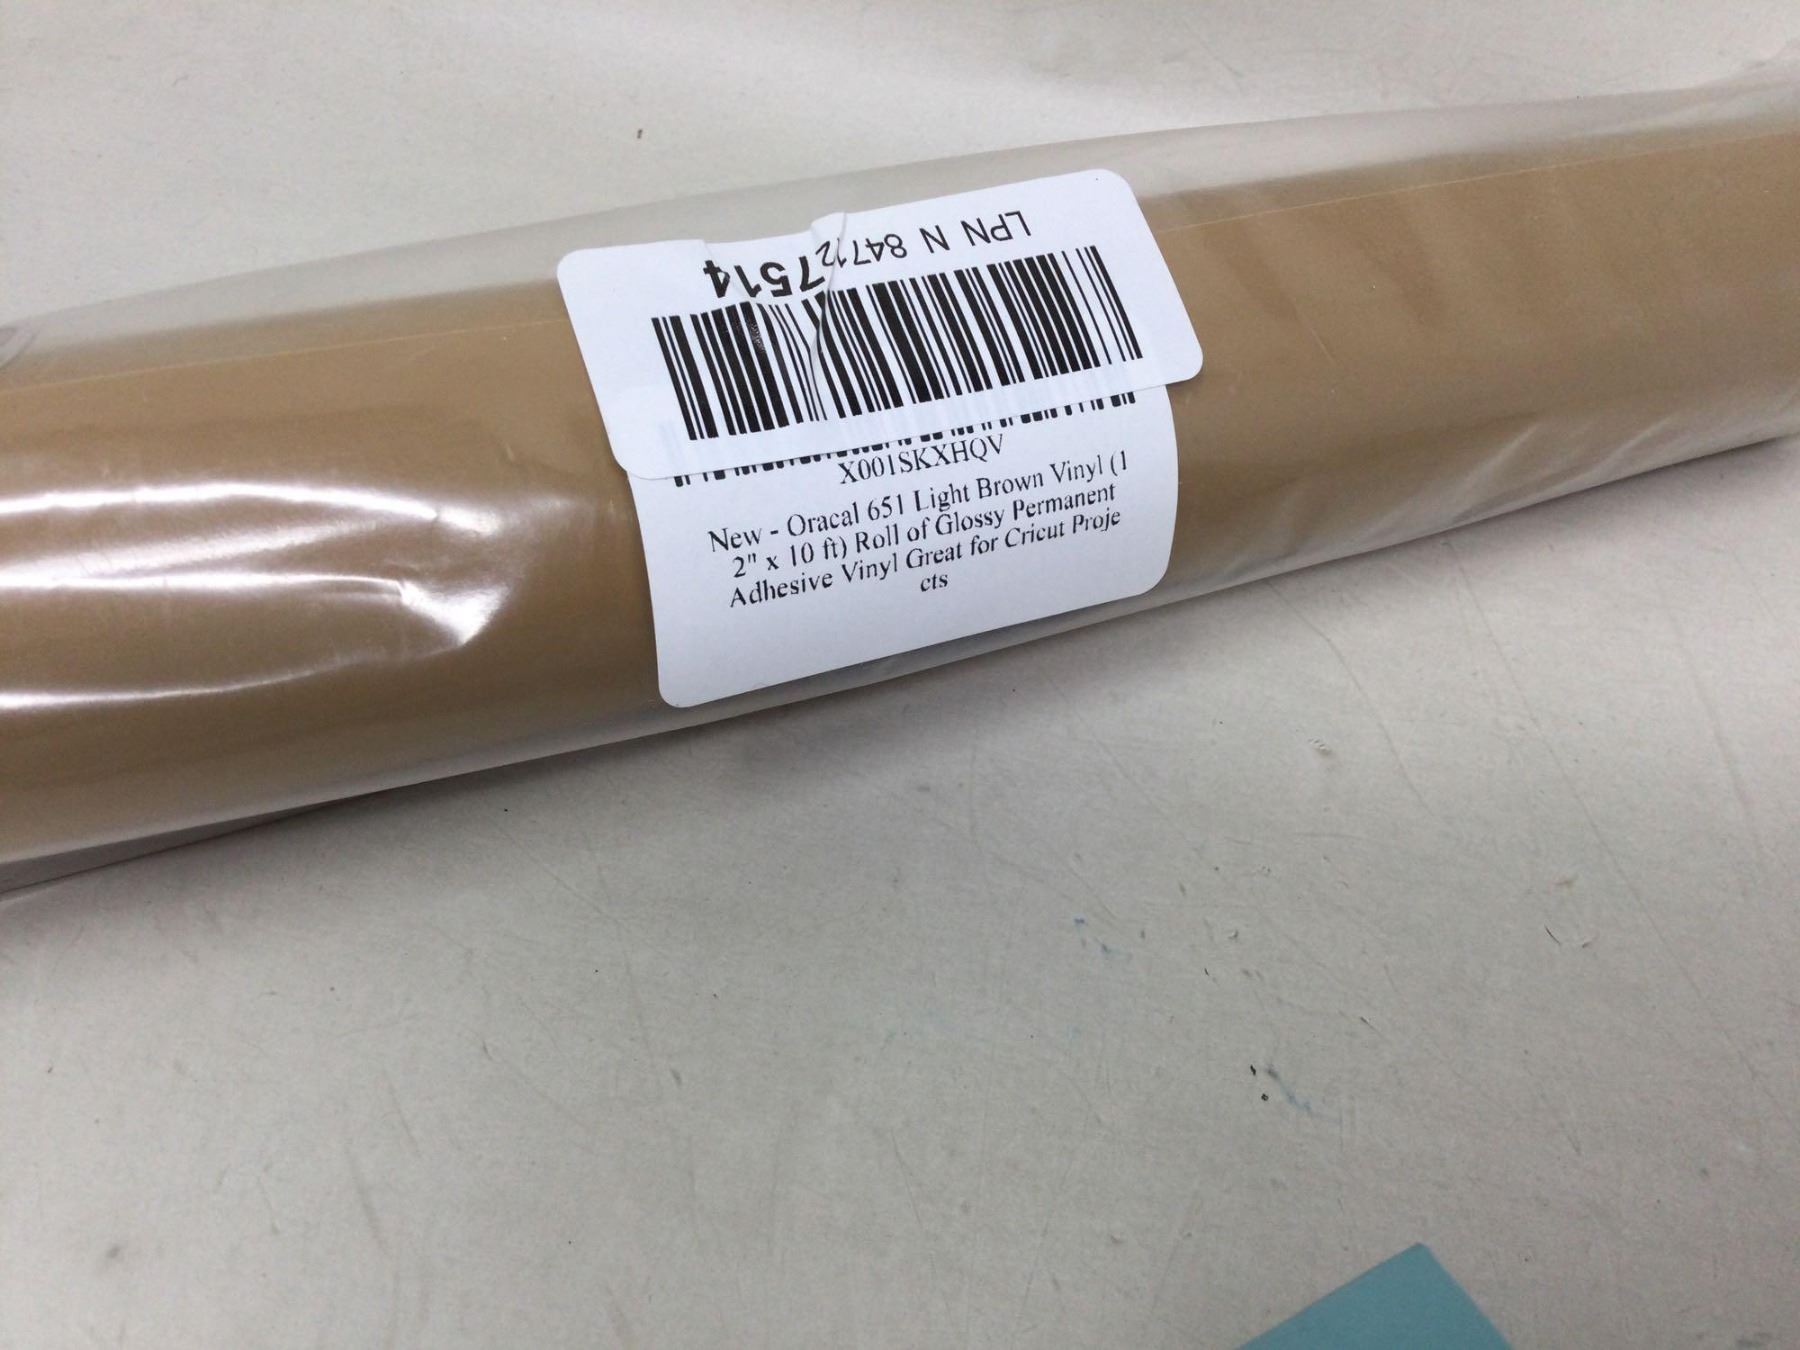 LPN N 847127514
X001SKXHQV
New - Oracal 651 Light Brown Vinyl (1
2" x 10 ft) Roll of Glossy Permanent
Adhesive Vinyl Great for Cricut Proje
cts